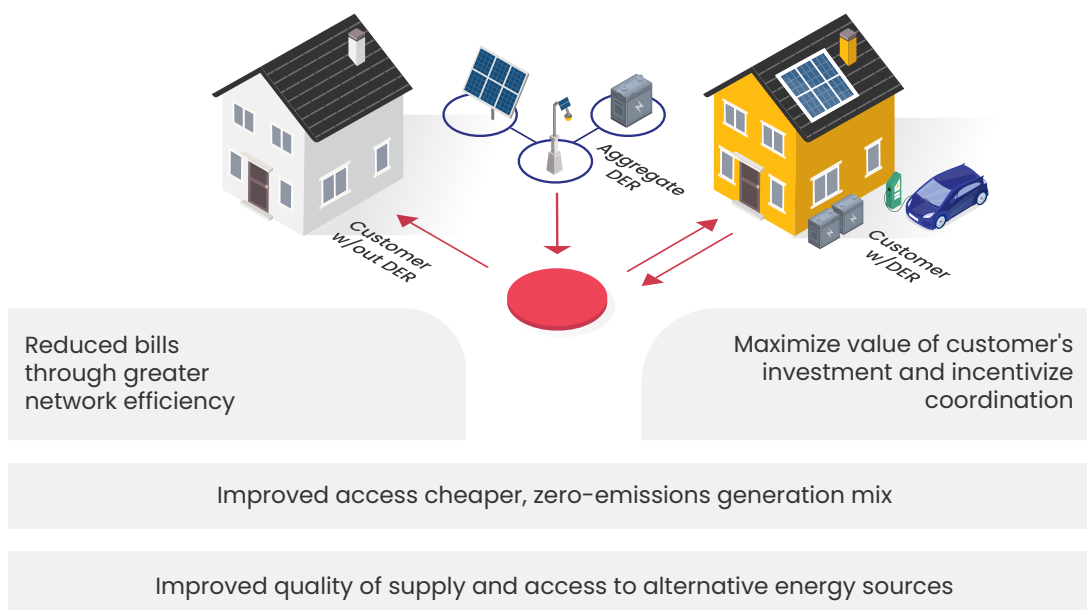 Aggregate
DER
Customer
w/out DER
Customer
w/DER
Reduced bills
through greater
network efficiency
Maximize value of customer's
investment and incentivize
coordination
Improved access cheaper, zero-emissions generation mix
Improved quality of supply and access to alternative energy sources